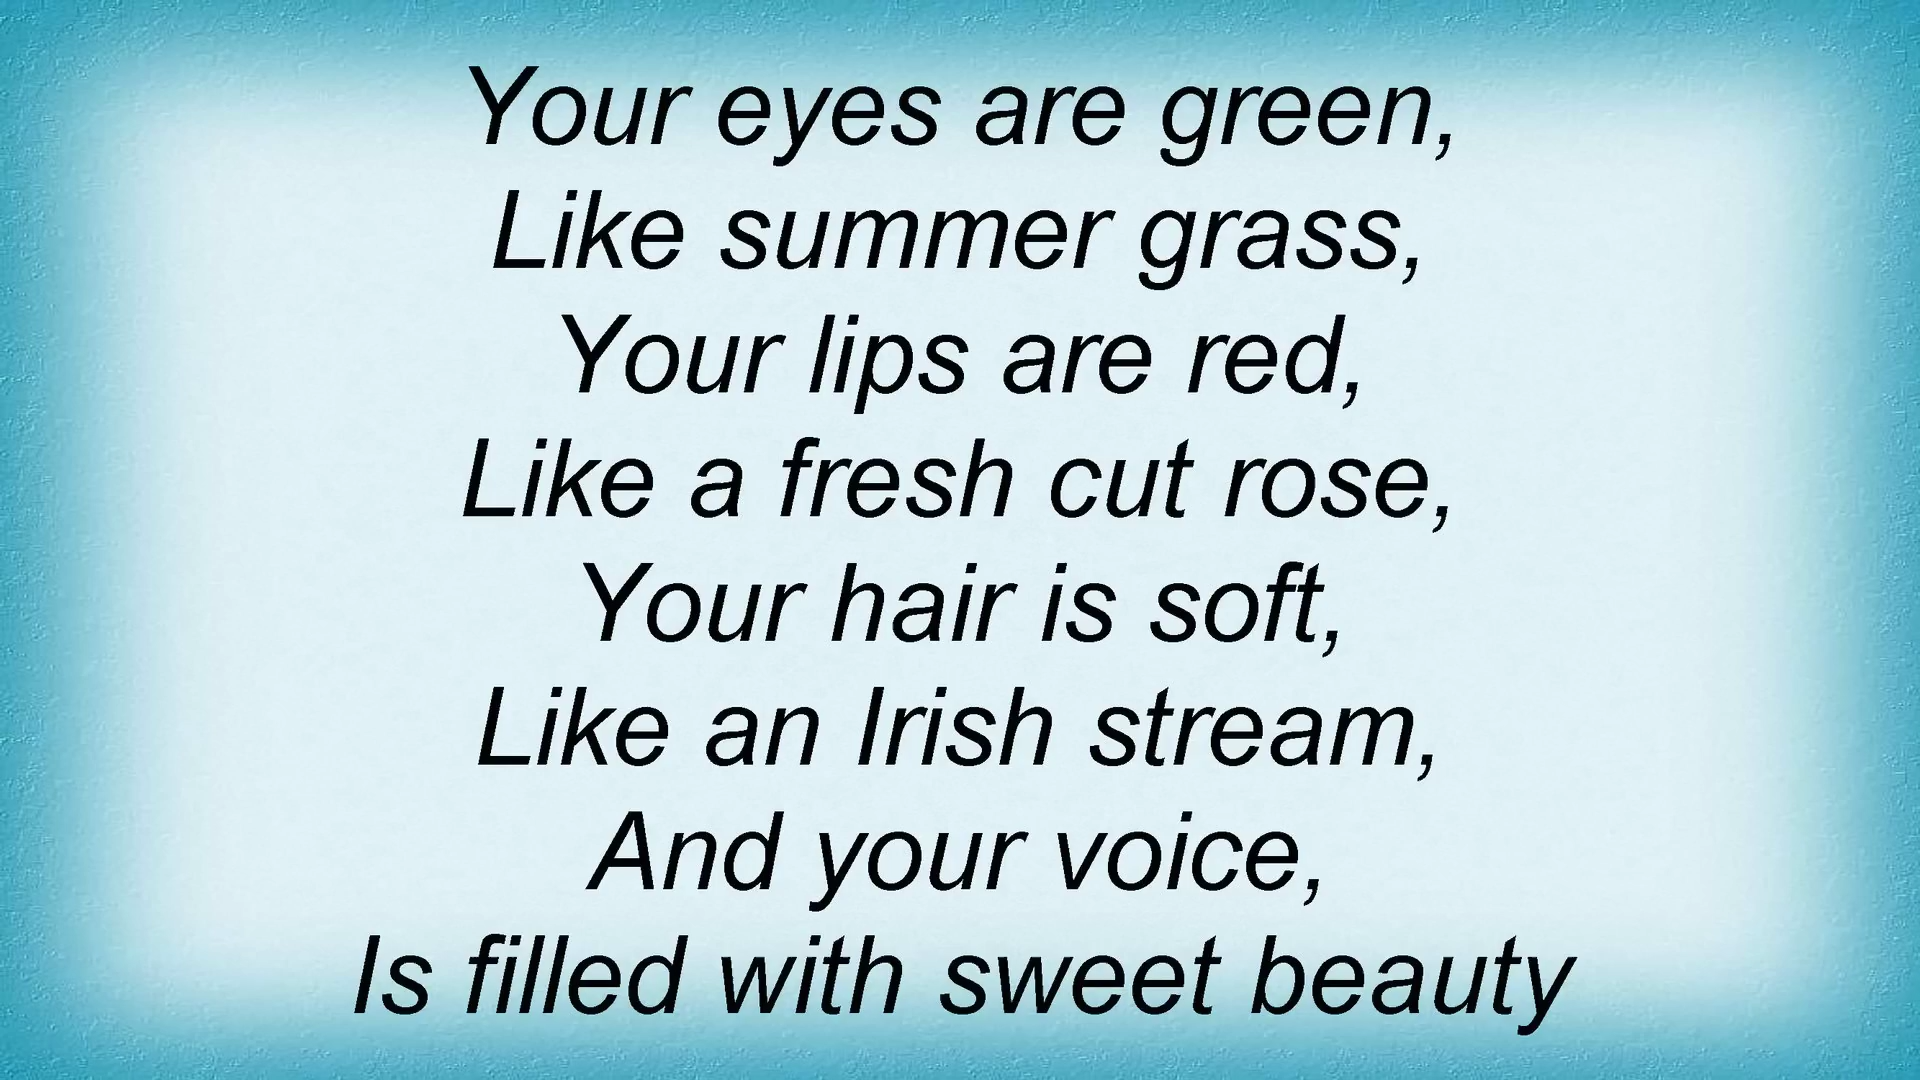 Your eyes are green,
Like summer grass,
Your lips are red,
Like a fresh cut rose,
Your hair is soft,
Like an Irish stream,
And your voice,
Is filled with sweet beauty